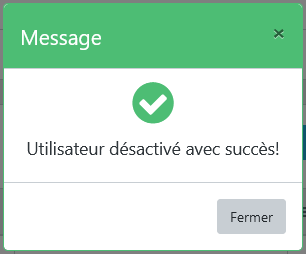 Message
×
Utilisateur désactivé avec succès!
Fermer